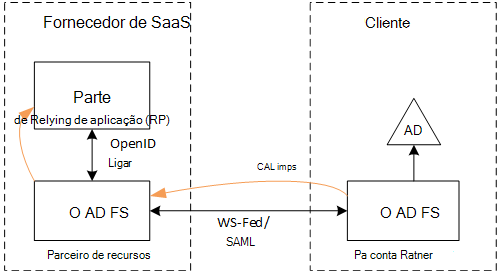 Fornecedor de SaaS
Cliente
Parte
de Relying de aplicação (RP)
OpenID
Ligar
AD
CAL imps
O AD FS
O AD FS
WS-Fed/
SAML
Parceiro de recursos
Pa conta Ratner